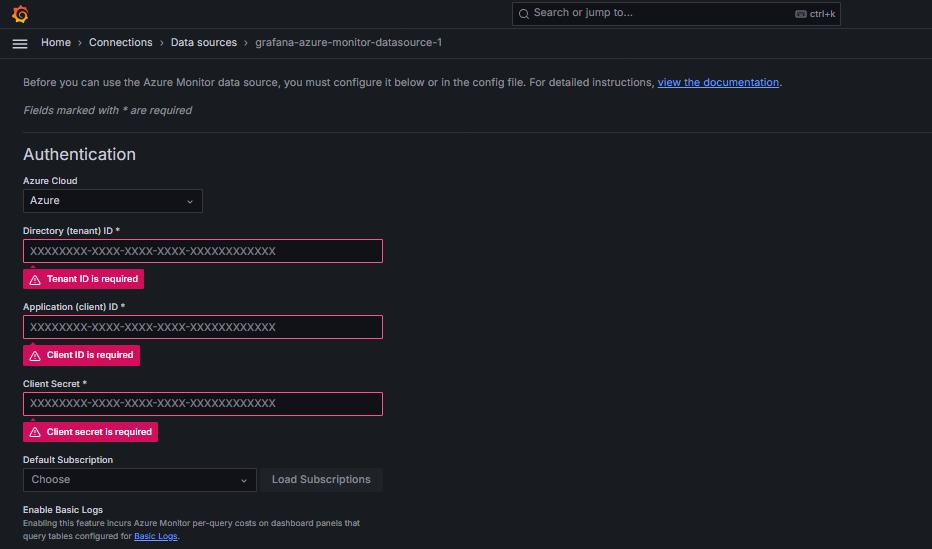 Search or jump to...
ctrl+k
Home › Connections › Data sources › grafana-azure-monitor-datasource-1
Before you can use the Azure Monitor data source, you must configure it below or in the config file. For detailed instructions, view the documentation.
Fields marked with * are required
Authentication
Azure Cloud
Azure
Directory (tenant) ID *
XXXXXXXX-XXXX-XXXX-XXXX-XXXXXXXXXXXX
Tenant ID is required
Application (client) ID *
XXXXXXXX-XXXX-XXXX-XXXX-XXXXXXXXXXXX
Client ID is required
Client Secret *
XXXXXXXX-XXXX-XXXX-XXXX-XXXXXXXXXXXX
Client secret is required
Default Subscription
Choose
Load Subscriptions
Enable Basic Logs
Enabling this feature incurs Azure Monitor per-query costs on dashboard panels that
query tables configured for Basic Logs.